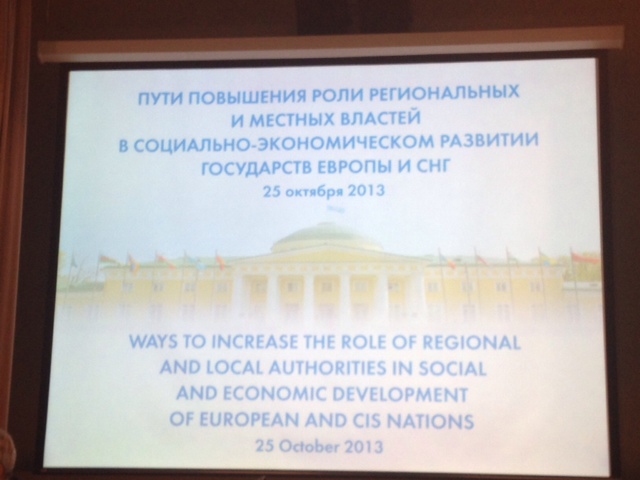 ПУТИ ПОВЫШЕНИЯ РОЛИ РЕГИОНАЛЬНЫХ
И МЕСТНЫХ ВЛАСТЕЙ
В СОЦИАЛЬНО-ЭКОНОМИЧЕСКОМ РАЗВИТИИ
ГОСУДАРСТВ ЕВРОПЫ И СНГ
25 октября 2013
WAYS TO INCREASE THE ROLE OF REGIONAL
AND LOCAL AUTHORITIES IN SOCIAL
AND ECONOMIC DEVELOPMENT
OF EUROPEAN AND CIS NATIONS
25 October 2013